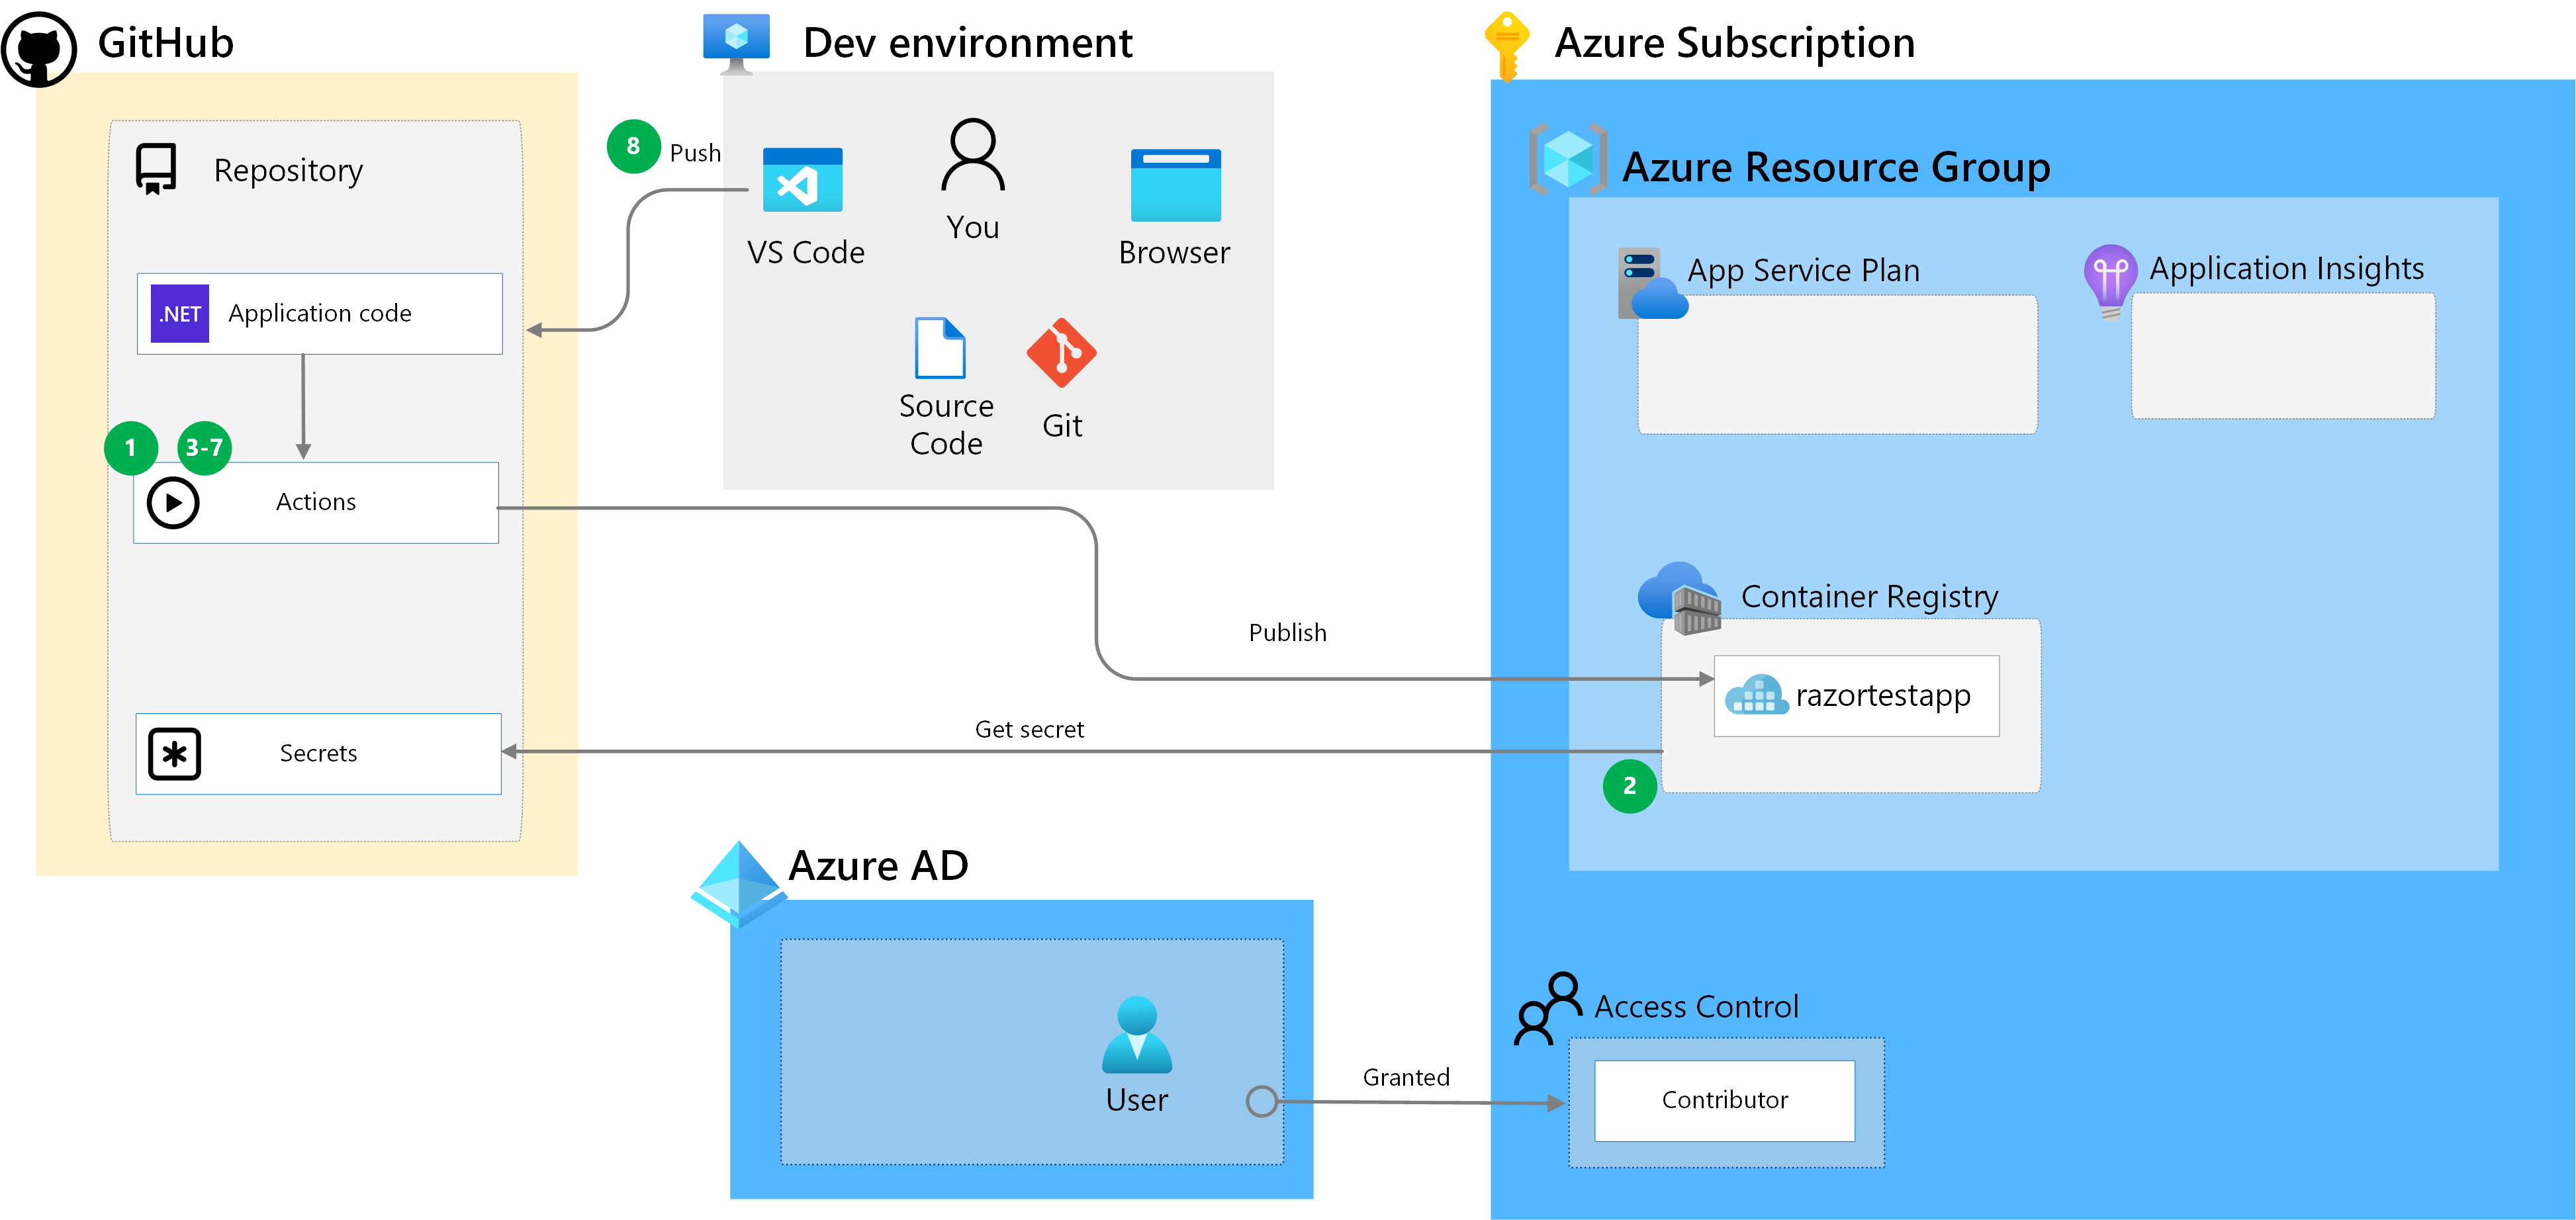 GitHub
Repository
.NET
Application code
1
3-7
Actions
Secrets
Dev environment
8
Push
VS Code
You
Browser
Source
Code
Git
Publish
Get secret
Azure AD
User
Granted
Azure Subscription
Azure Resource Group
App Service Plan
Application Insights
Container Registry
razortestapp
2
Access Control
Contributor